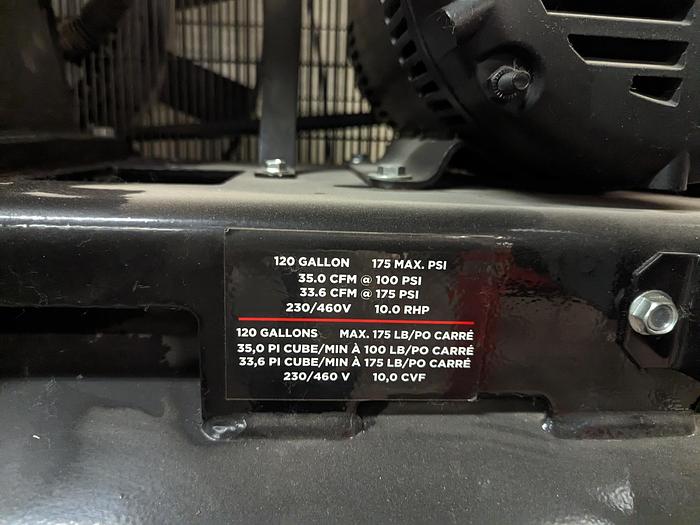 120 GALLON 175 MAX. PSI
35.0 CFM @ 100 PSI
33.6 CFM @ 175 PSI
230/460V 10.0 RHP
120 GALLONS MAX. 175 LB/PO CARRÉ
35,0 PI CUBE/MIN À 100 LB/PO CARRÉ
33,6 PI CUBE/MIN À 175 LB/PO CARRÉ
230/460 V 10,0 CVF